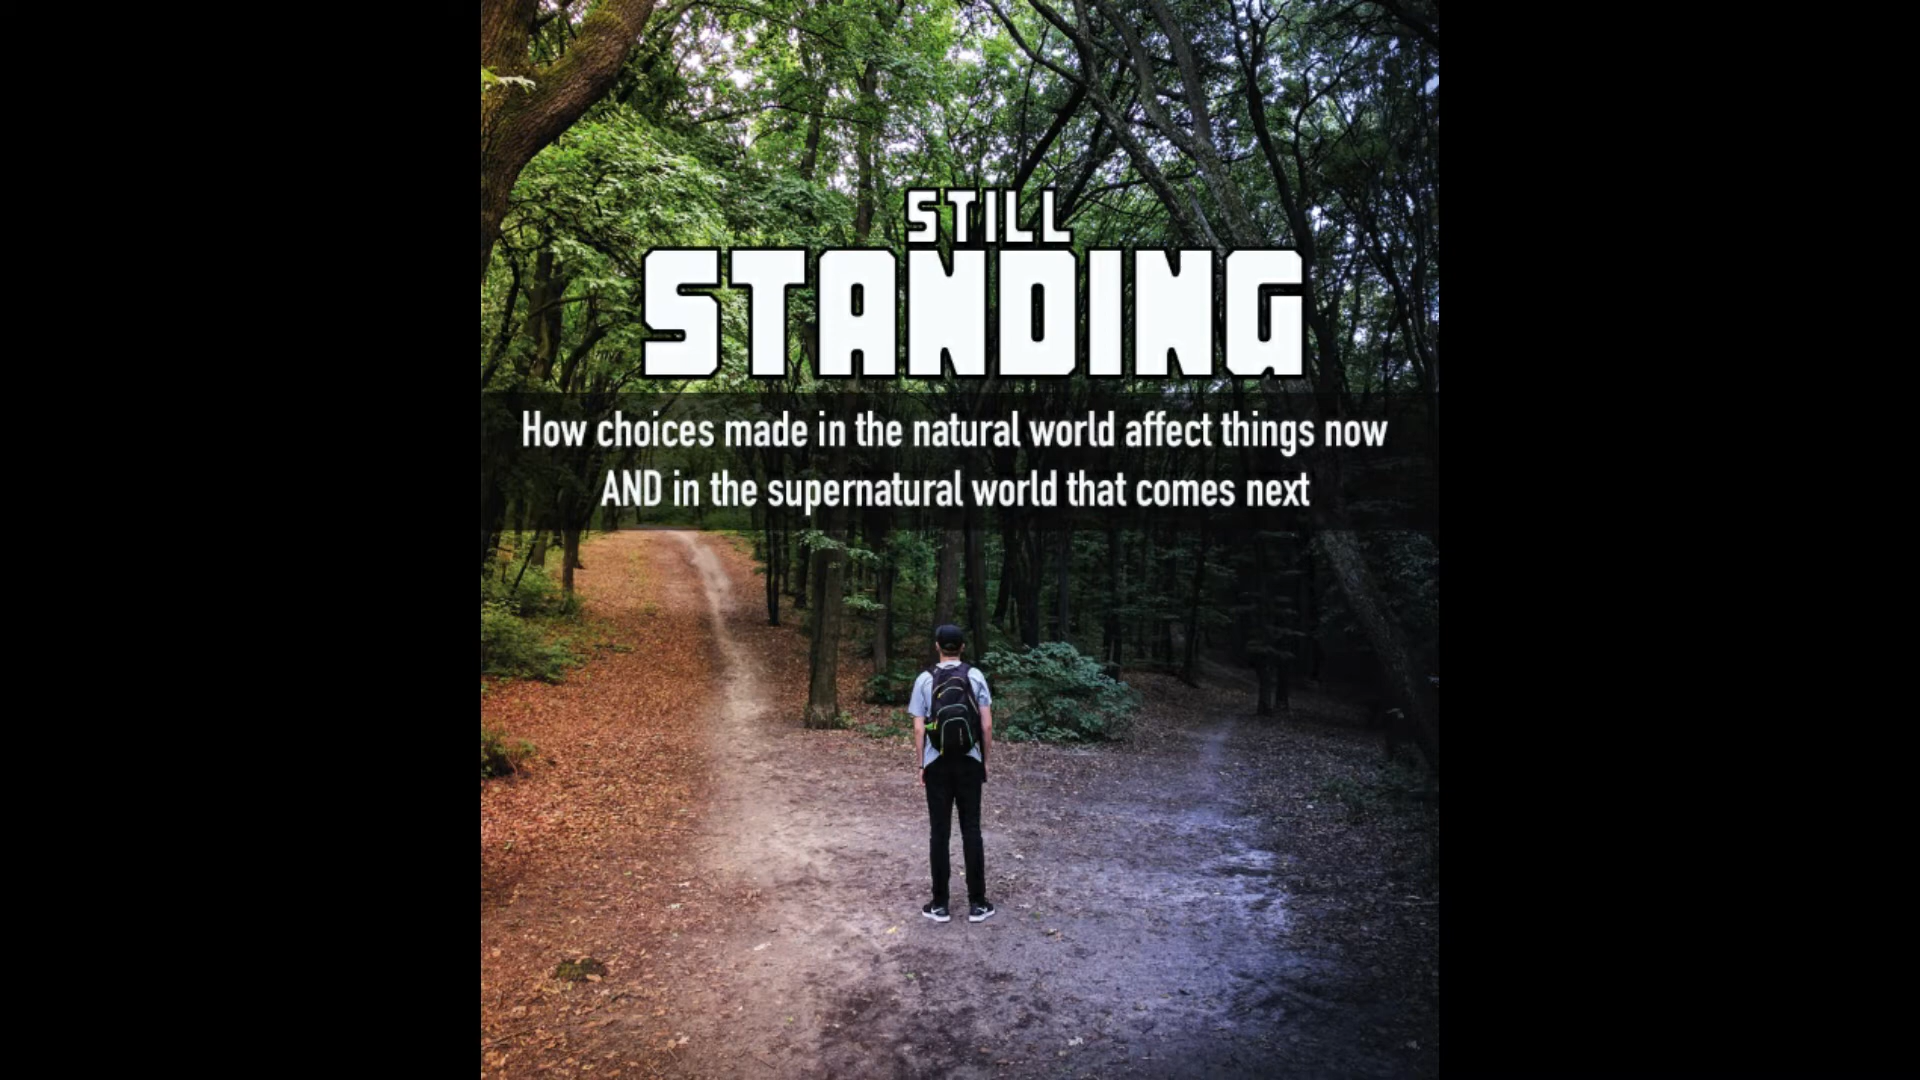 STILL
STANDING
How choices made in the natural world affect things now
AND in the supernatural world that comes next